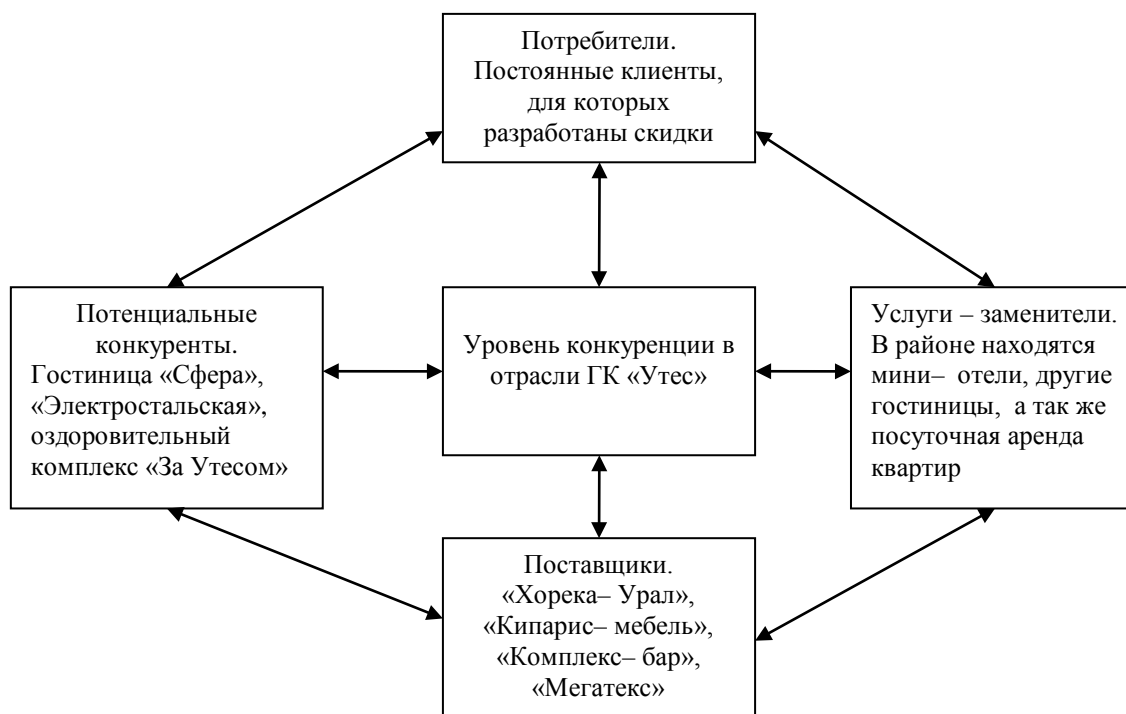 Потребители.
Постоянные клиенты,
для которых
разработаны скидки
Потенциальные
конкуренты.
Гостиница «Сфера»,
«Электростальская»,
оздоровительный
комплекс «За Утесом»
Уровень конкуренции в
отрасли ГК «Утес»
Услуги – заменители.
В районе находятся
мини– отели, другие
гостиницы, а так же
посуточная аренда
квартир
Поставщики.
«Хорека– Урал»,
«Кипарис– мебель»,
«Комплекс– бар»,
«Мегатекс»